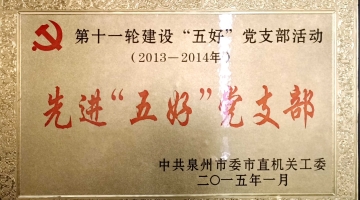 第十一轮建设“五好”党支部活动
（2013－2014年）
先进“五好”党支部
中共泉州市委市直机关工委
二〇一五年一月